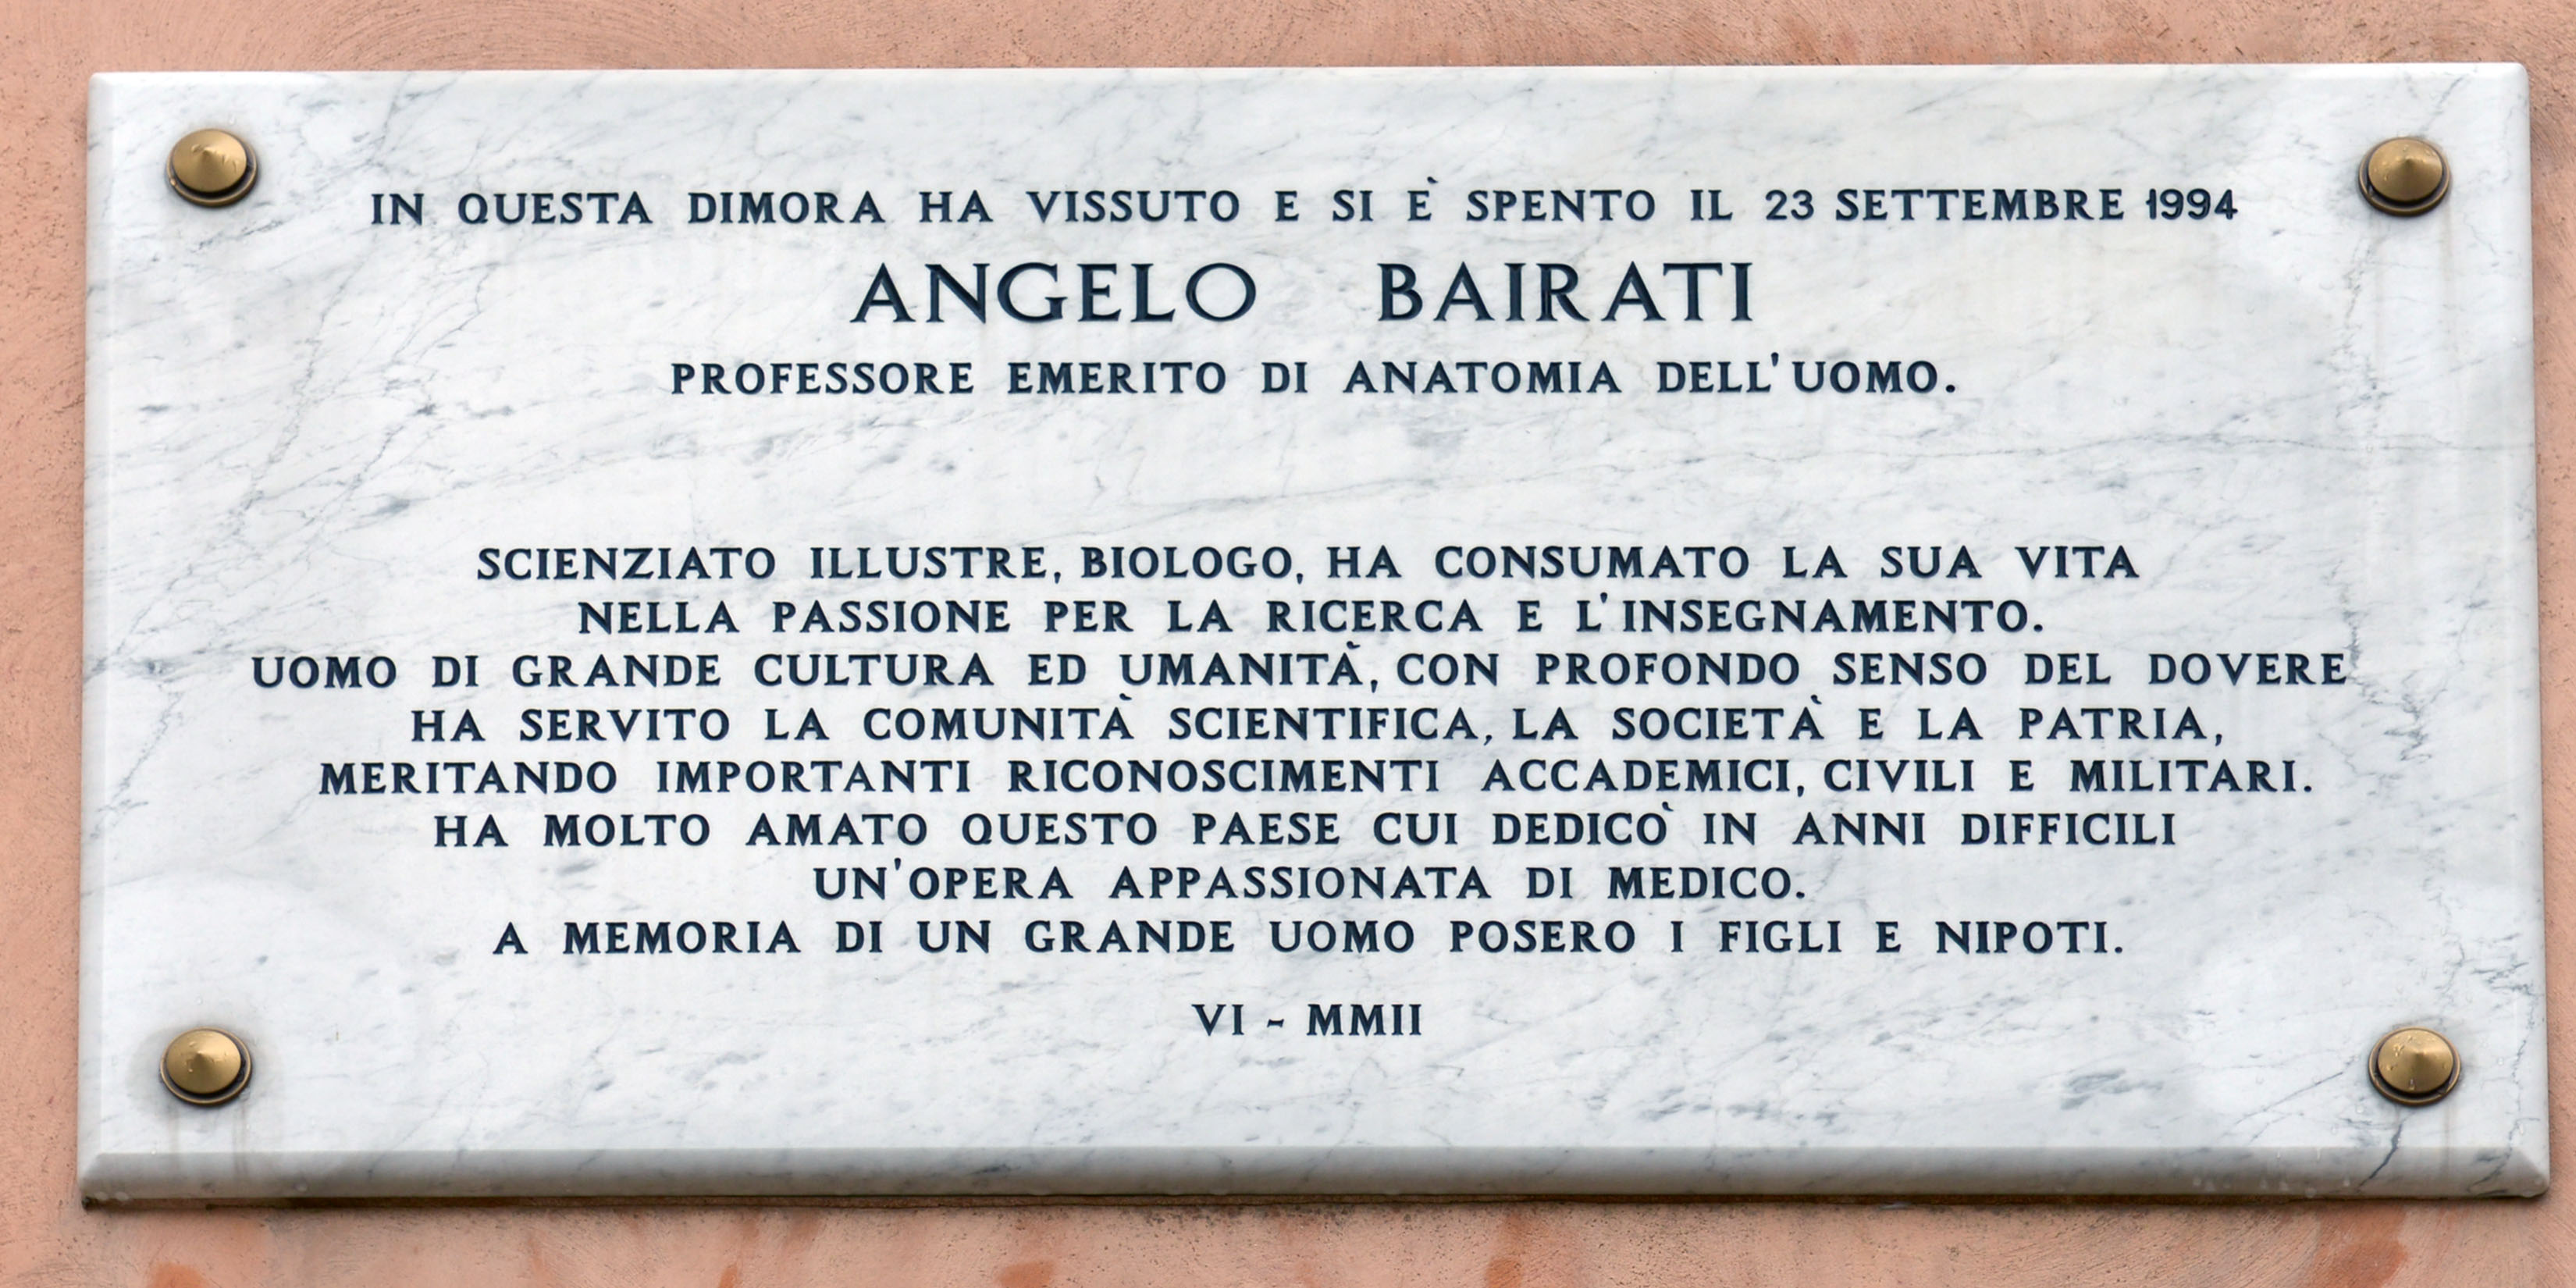 IN QUESTA DIMORA HA VISSUTO E SI È SPENTO IL 23 SETTEMBRE 1994
ANGELO BAIRATI
PROFESSORE EMERITO DI ANATOMIA DELL'UOMO.
SCIENZIATO ILLUSTRE, BIOLOGO, HA CONSUMATO LA SUA VITA
NELLA PASSIONE PER LA RICERCA E L'INSEGNAMENTO.
UOMO DI GRANDE CULTURA ED UMANITÀ, CON PROFONDO SENSO DEL DOVERE
HA SERVITO LA COMUNITÀ SCIENTIFICA, LA SOCIETÀ E LA PATRIA,
MERITANDO IMPORTANTI RICONOSCIMENTI ACCADEMICI, CIVILI E MILITARI.
HA MOLTO AMATO QUESTO PAESE CUI DEDICÒ IN ANNI DIFFICILI
UN'OPERA APPASSIONATA DI MEDICO.
A MEMORIA DI UN GRANDE UOMO POSERO I FIGLI E NIPOTI.
VI - MMII